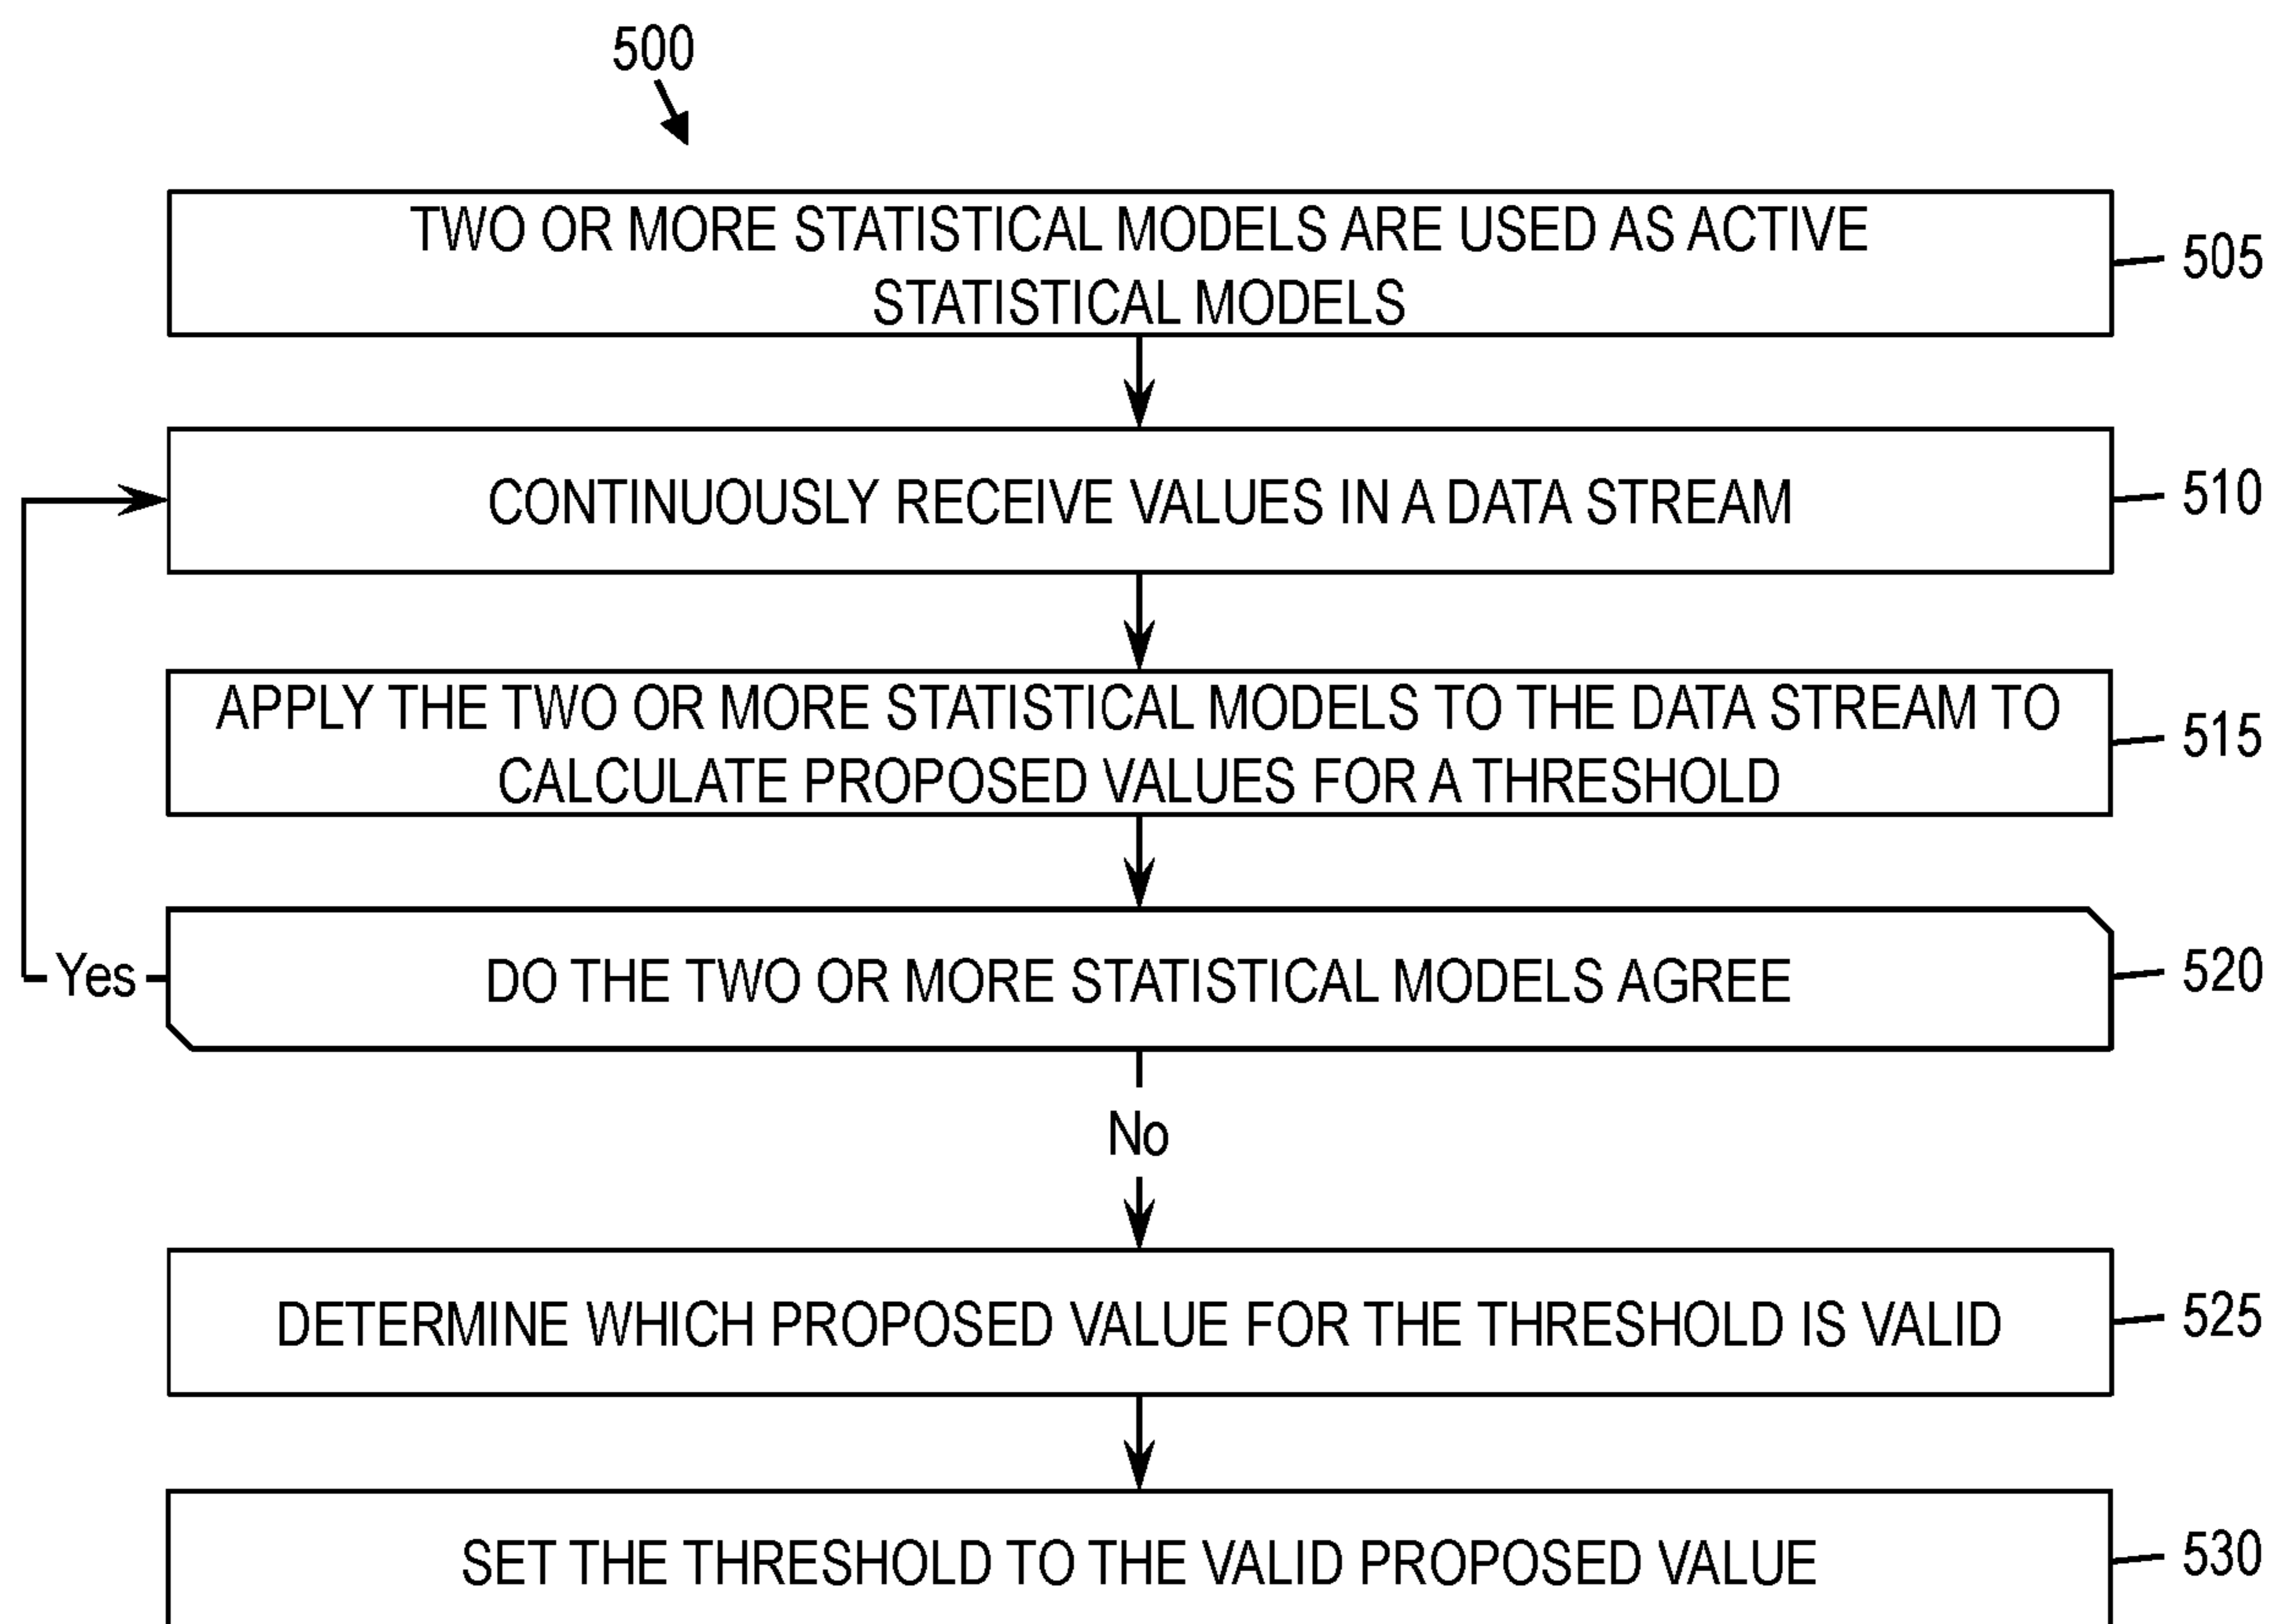 500
TWO OR MORE STATISTICAL MODELS ARE USED AS ACTIVE
STATISTICAL MODELS
505
CONTINUOUSLY RECEIVE VALUES IN A DATA STREAM
510
APPLY THE TWO OR MORE STATISTICAL MODELS TO THE DATA STREAM TO
CALCULATE PROPOSED VALUES FOR A THRESHOLD
515
Yes
DO THE TWO OR MORE STATISTICAL MODELS AGREE
520
No
DETERMINE WHICH PROPOSED VALUE FOR THE THRESHOLD IS VALID
525
SET THE THRESHOLD TO THE VALID PROPOSED VALUE
530